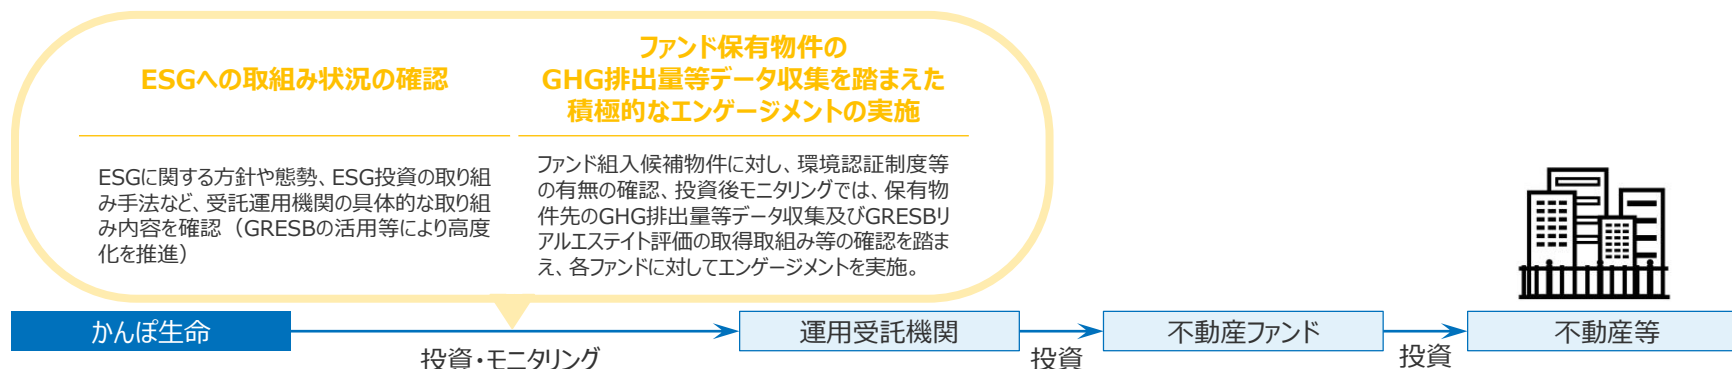 ESGへの取組み状況の確認
ESGに関する方針や態勢、ESG投資の取り組
み手法など、受託運用機関の具体的な取り組
み内容を確認（GRESBの活用等により高度
化を推進）
ファンド保有物件の
GHG排出量等データ収集を踏まえた
積極的なエンゲージメントの実施
ファンド組入候補物件に対し、環境認証制度等
の有無の確認、投資後モニタリングでは、保有物
件先のGHG排出量等データ収集及びGRESBリ
アルエステイト評価の取得取組み等の確認を踏ま
え、各ファンドに対してエンゲージメントを実施。
かんぽ生命
投資・モニタリング
運用受託機関
投資
不動産ファンド
投資
不動産等